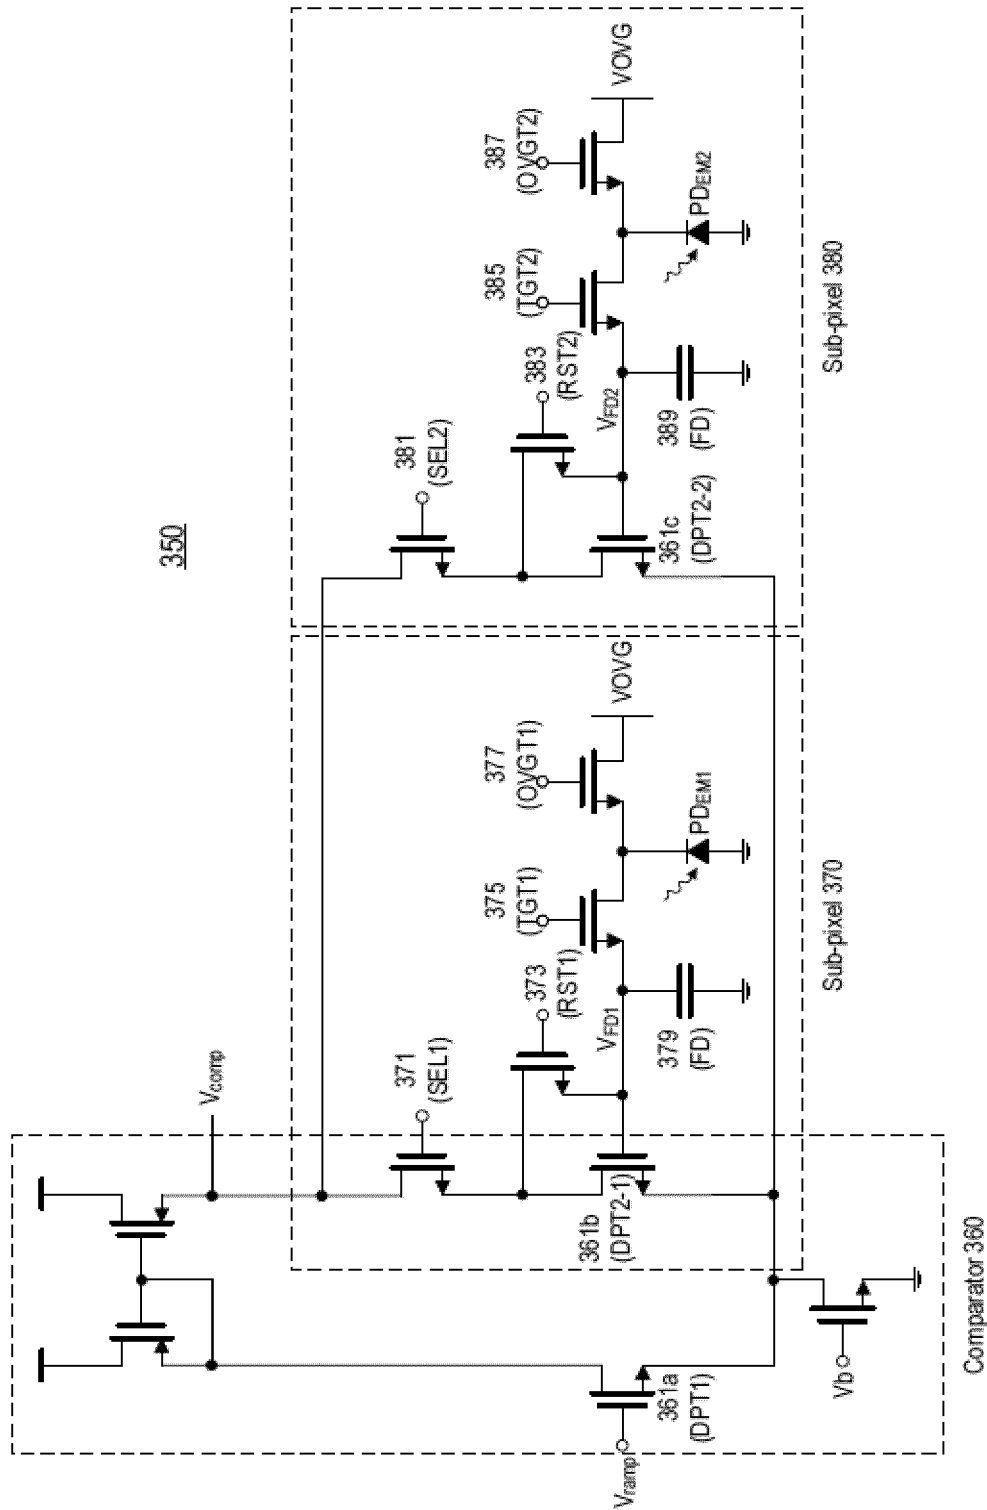 350
VOVG
387
(OVGT2)
385
(TGT2)
383
(RST2)
381
(SEL2)
VFD2
389
(FD)
PDEM2
361c
(DPT2-2)
Sub-pixel 380
VOVG
377
(OVGT1)
375
(TGT1)
373
(RST1)
371
(SEL1)
VFD1
379
(FD)
PDEM1
361b
(DPT2-1)
Sub-pixel 370
Vcomp
361a
(DPT1)
Vramp
Vb
Comparator 360